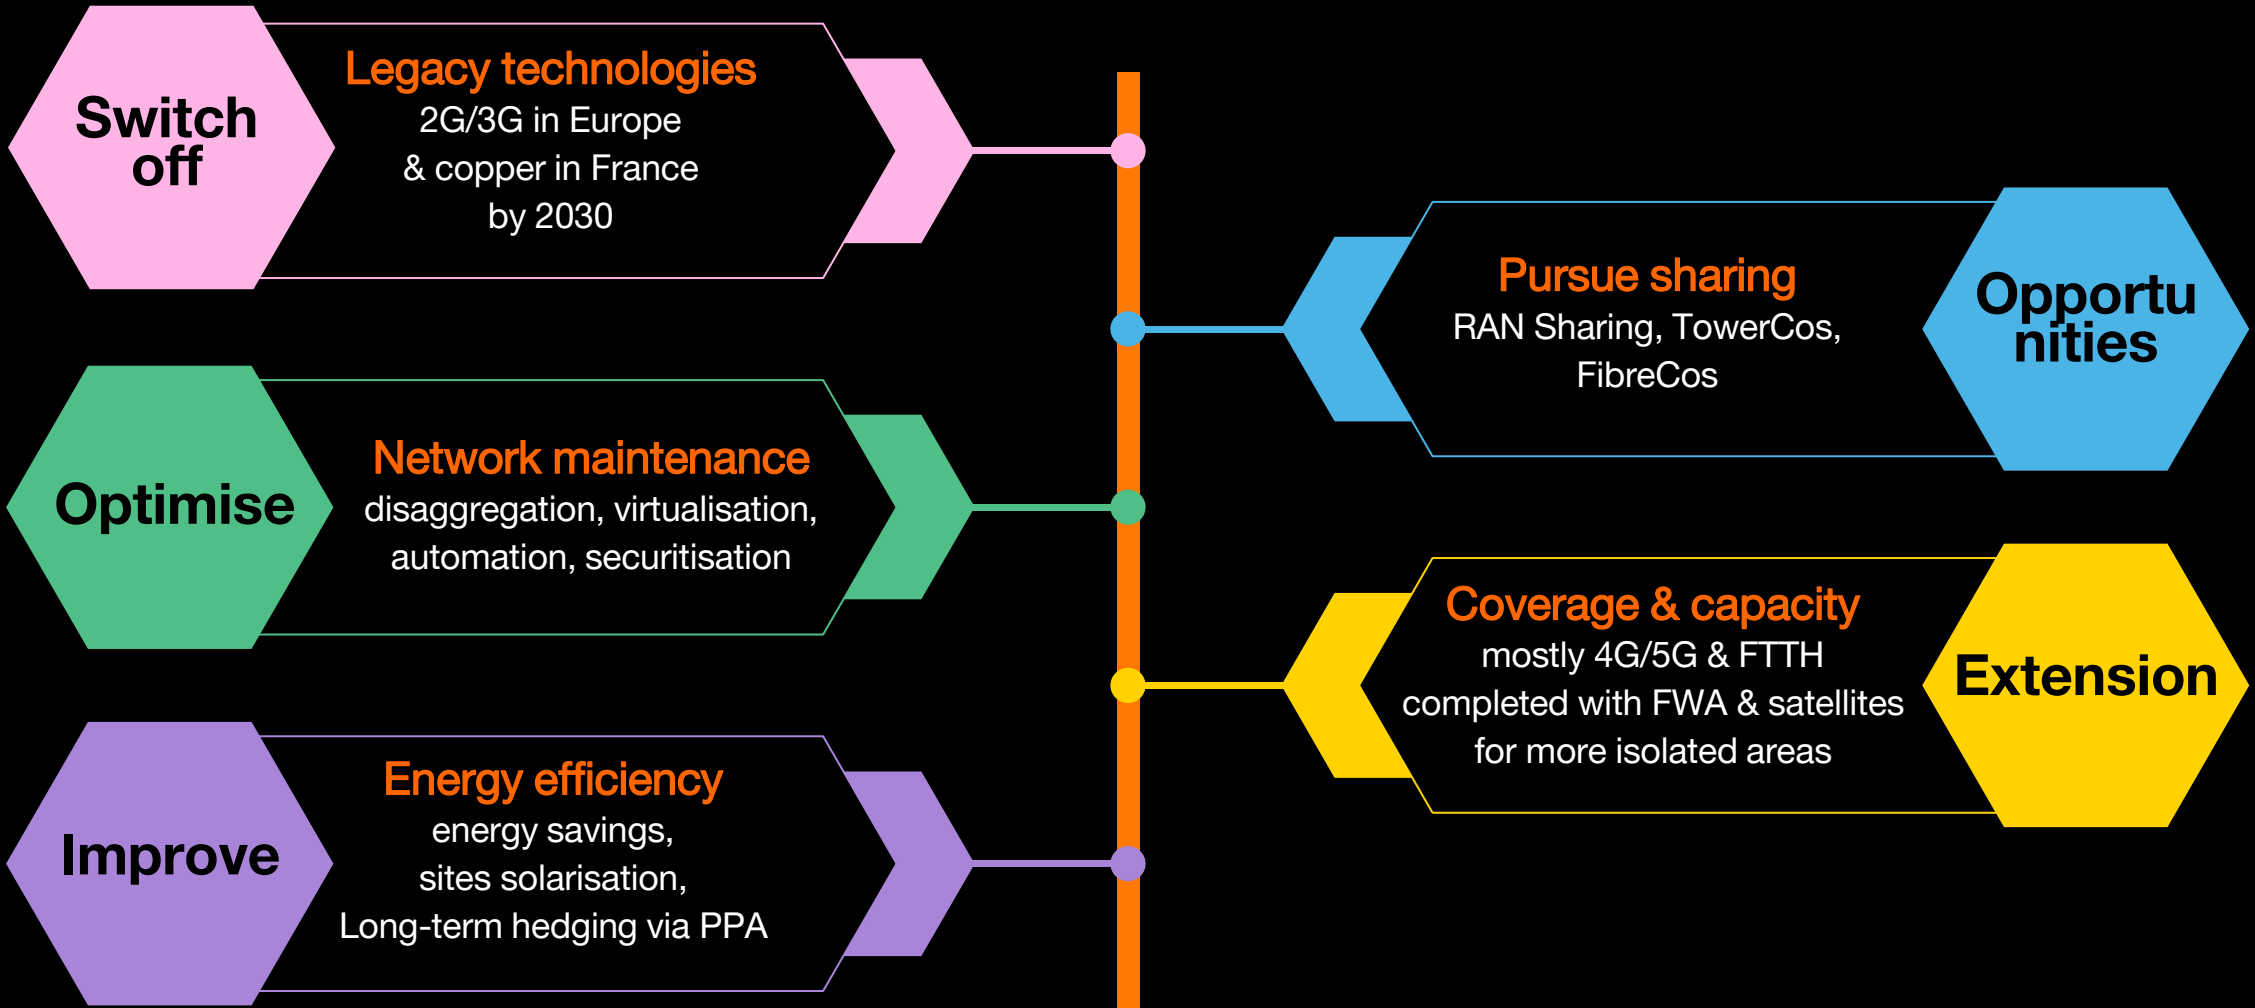 Switch
off
Legacy technologies
2G/3G in Europe
& copper in France
by 2030
Pursue sharing
RAN Sharing, TowerCos,
FibreCos
Opportu
nities
Optimise
Network maintenance
disaggregation, virtualisation,
automation, securitisation
Coverage & capacity
mostly 4G/5G & FTTH
completed with FWA & satellites
for more isolated areas
Extension
Improve
Energy efficiency
energy savings,
sites solarisation,
Long-term hedging via PPA